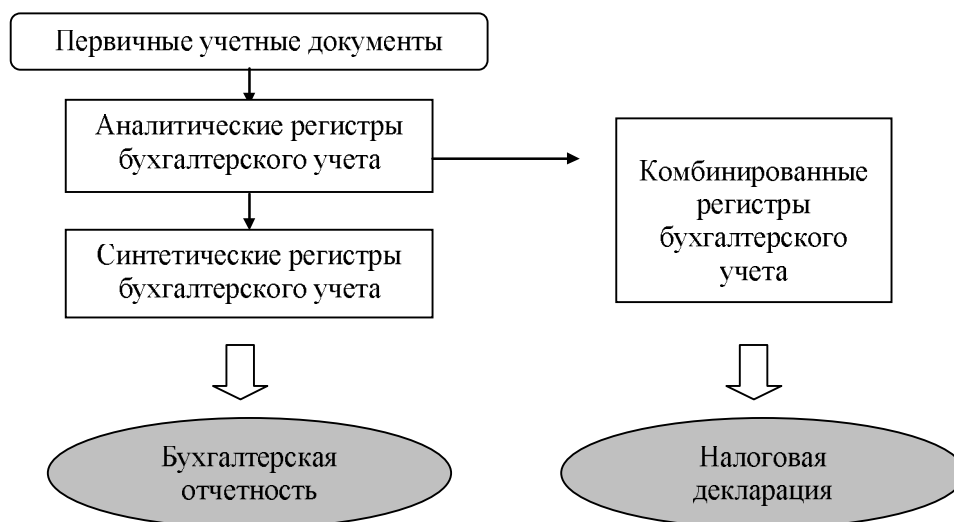 Первичные учетные документы
Аналитические регистры
бухгалтерского учета
Комбинированные
регистры
бухгалтерского
учета
Синтетические регистры
бухгалтерского учета
Бухгалтерская
отчетность
Налоговая
декларация